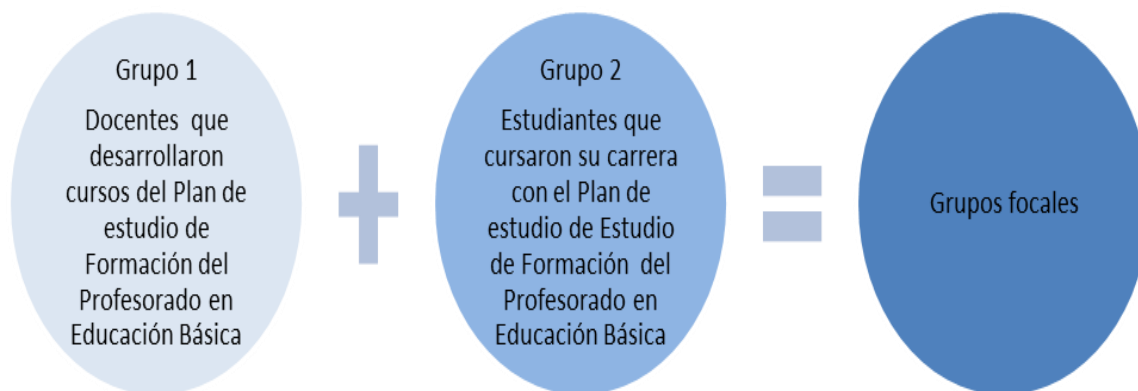 Grupo 1
Docentes que
desarrollaron
cursos del Plan de
estudio de
Formación del
Profesorado en
Educación Básica
Grupo 2
Estudiantes que
cursaron su carrera
con el Plan de
estudio de Estudio
de Formación del
Profesorado en
Educación Básica
Grupos focales